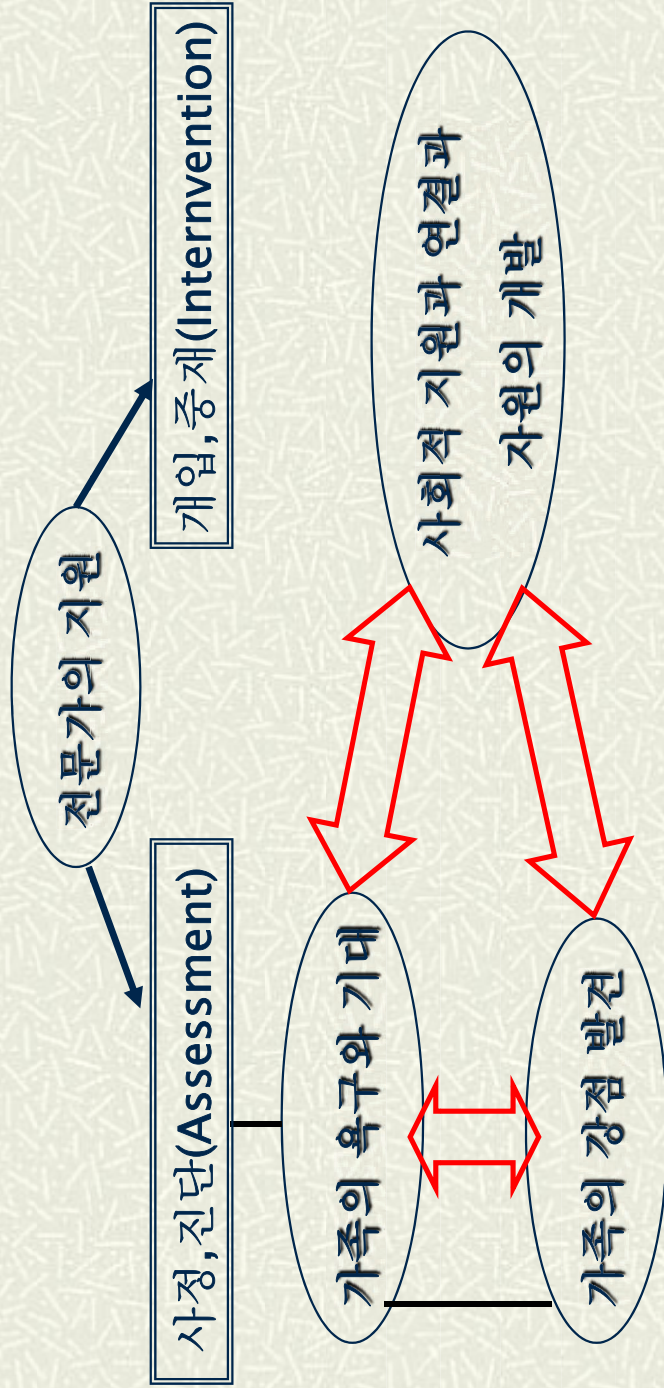 전문가의 지원
사정,진단(Assessment)
개입,중재(Internvention)
가족의 욕구와 기대
사회적 지원과 연결과
자원의 개발
가족의 강점 발견